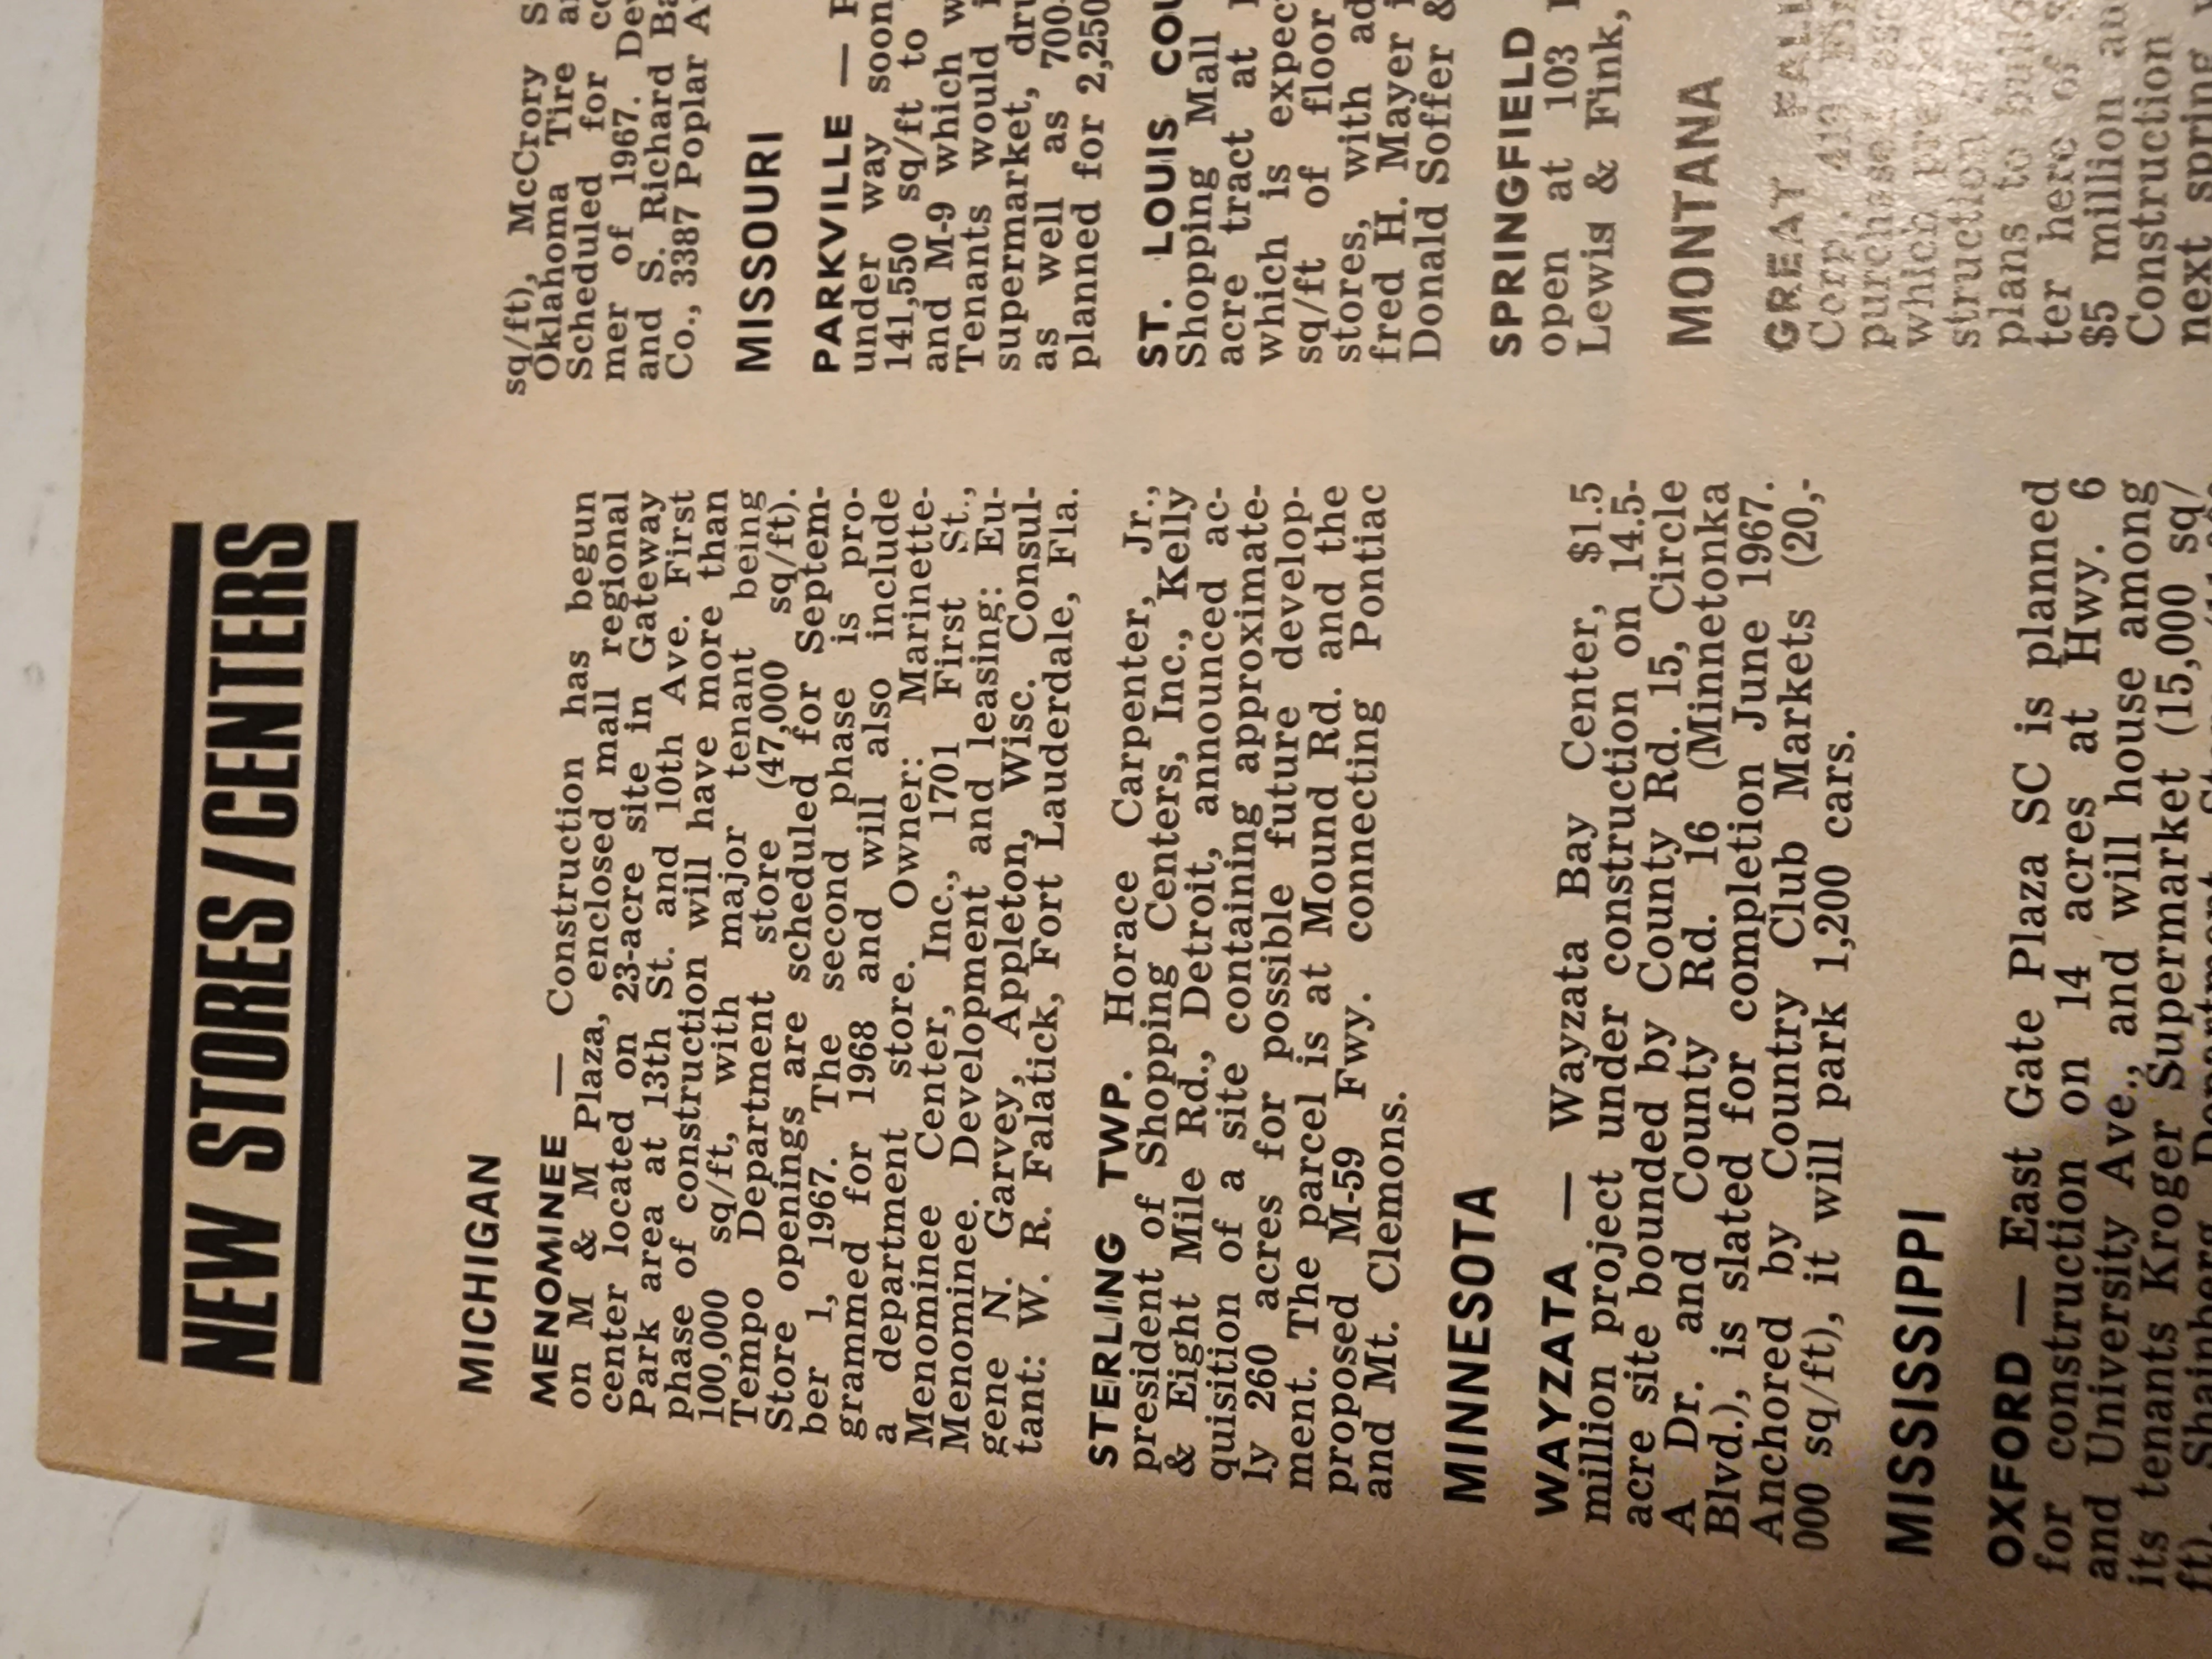 NEW STORES/CENTERS
MICHIGAN
MENOMINEE — Construction has begun
on M & M Plaza, enclosed mall regional
center located on 23-acre site in Gateway
Park area at 13th St. and 10th Ave. First
phase of construction will have more than
100,000 sq/ft, with major tenant being
Tempo Department store (47,000 sq/ft).
Store openings are scheduled for Septem-
ber 1, 1967. The second phase is pro-
grammed for 1968 and will also include
a department store. Owner: Marinette-
Menominee Center, Inc., 1701 First St.,
Menominee. Development and leasing: Eu-
gene N. Garvey, Appleton, Wisc. Consul-
tant: W. R. Falatick, Fort Lauderdale, Fla.
STERLING TWP. Horace Carpenter, Jr.,
president of Shopping Centers, Inc., Kelly
& Eight Mile Rd., Detroit, announced ac-
quisition of a site containing approximate-
ly 260 acres for possible future develop-
ment. The parcel is at Mound Rd. and the
proposed M-59 Fwy. connecting Pontiac
and Mt. Clemons.
MINNESOTA
WAYZATA — Wayzata Bay Center, $1.5
million project under construction on 14.5-
acre site bounded by County Rd. 15, Circle
A Dr. and County Rd. 16 (Minnetonka
Blvd.), is slated for completion June 1967.
Anchored by Country Club Markets (20,-
000 sq/ft), it will park 1,200 cars.
MISSISSIPPI
OXFORD — East Gate Plaza SC is planned
for construction on 14 acres at Hwy. 6
and University Ave., and will house among
its tenants Kroger Supermarket (15,000 sq/
ft), Shainberg Department Store
sq/ft), McCrory
Oklahoma Tire
Scheduled for
mer of 1967.
and S. Richard
Co., 3387 Poplar
MISSOURI
PARKVILLE —
under way soon
141,550 sq/ft to
and M-9 which
Tenants would
supermarket,
as well as 700
planned for 2,250
ST. LOUIS
Shopping Mall
acre tract at
which is
sq/ft of floor
stores, with
fred H. Mayer
Donald Soffer &
SPRINGFIELD
open at 103
Lewis & Fink,
MONTANA
GREAT
Corp.
which
plans to
ter here of
$5 million
Construction
next spring